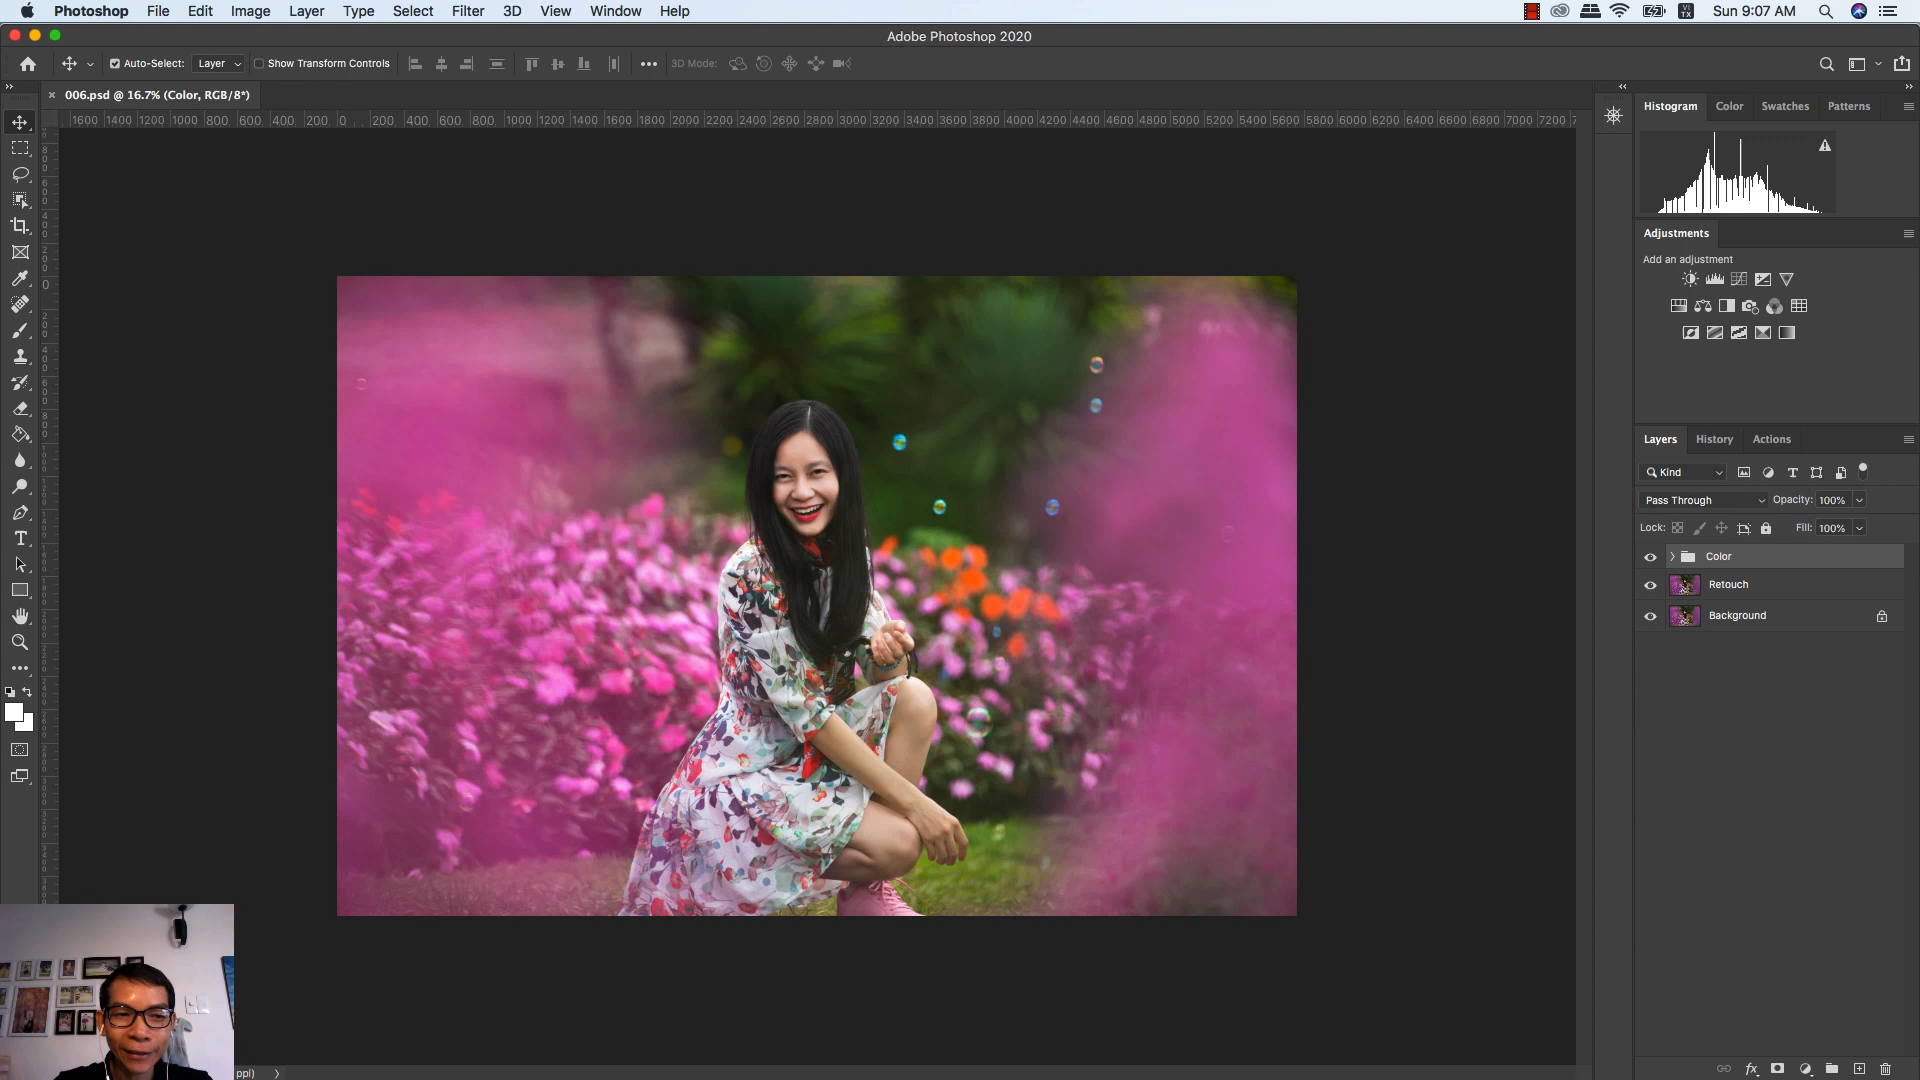 Photoshop File Edit Image Layer Type Select Filter 3D View Window Help VI TX Sun 9:07 AM
Adobe Photoshop 2020
Auto-Select: Layer Show Transform Controls 3D Mode:
006.psd @ 16.7% (Color, RGB/8*)
1600 1400 1200 1000 800 600 400 200 0 200 400 600 800 1000 1200 1400 1600 1800 2000 2200 2400 2600 2800 3000 3200 3400 3600 3800 4000 4200 4400 4600 4800 5000 5200 5400 5600 5800 6000 6200 6400 6600 6800 7000 7200
Histogram Color Swatches Patterns
Adjustments
Add an adjustment
Layers History Actions
Kind
Pass Through Opacity: 100%
Lock: Fill: 100%
Color
Retouch
Background
ppl)